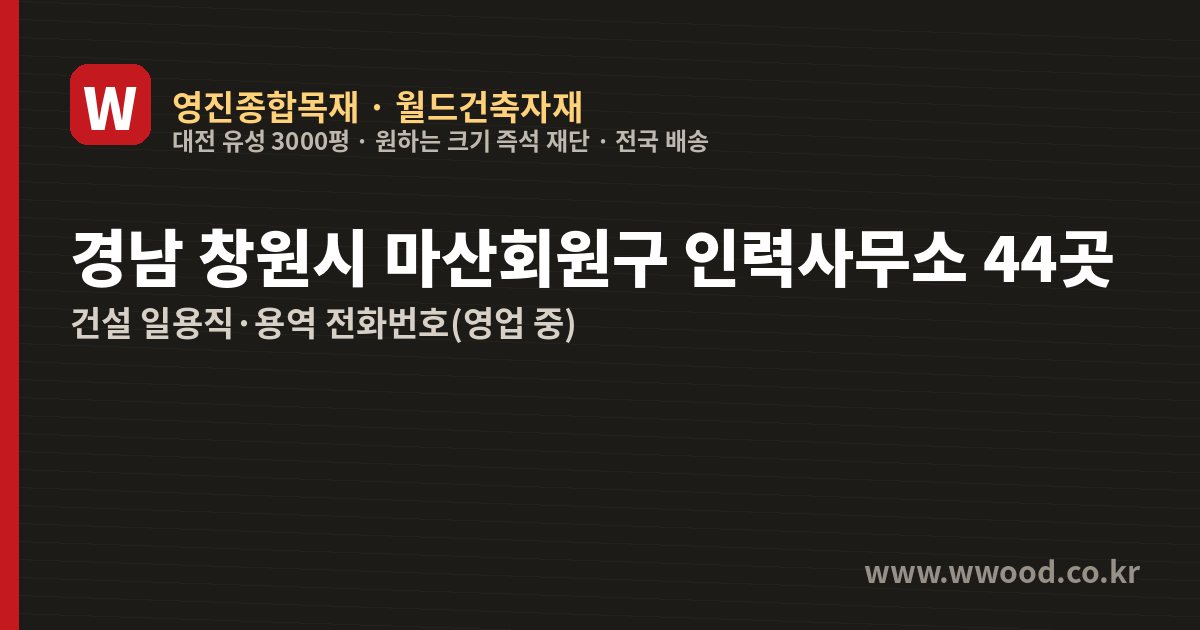 W
영진종합목재 · 월드건축자재
대전 유성 3000평 · 원하는 크기 즉석 재단 · 전국 배송
경남 창원시 마산회원구 인력사무소 44곳
건설 일용직·용역 전화번호(영업 중)
www.wwood.co.kr